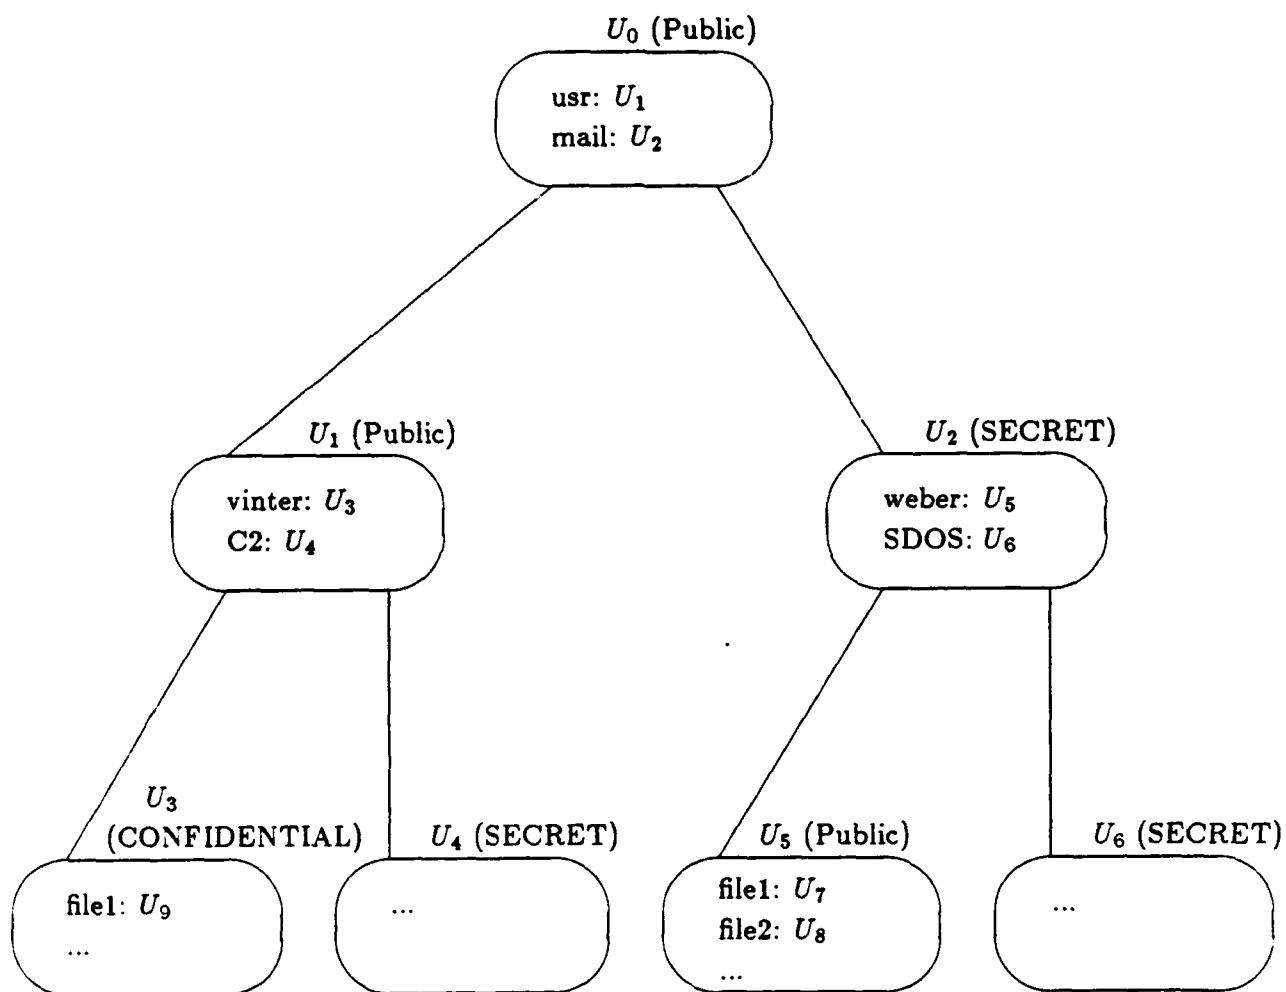 U₀ (Public)
usr: U₁
mail: U₂
U₁ (Public)
vinter: U₃
C2: U₄
U₂ (SECRET)
weber: U₅
SDOS: U₆
U₃
(CONFIDENTIAL)
file1: U₉
...
U₄ (SECRET)
...
U₅ (Public)
file1: U₇
file2: U₈
...
U₆ (SECRET)
...